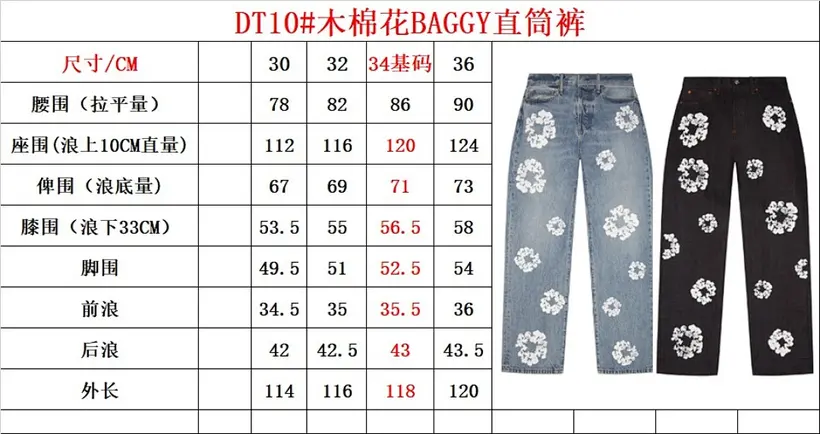 DT10#木棉花BAGGY直筒裤
尺寸/CM 30 32 34基码 36
腰围（拉平量） 78 82 86 90
座围(浪上10CM直量) 112 116 120 124
俾围（浪底量） 67 69 71 73
膝围（浪下33CM） 53.5 55 56.5 58
脚围 49.5 51 52.5 54
前浪 34.5 35 35.5 36
后浪 42 42.5 43 43.5
外长 114 116 118 120